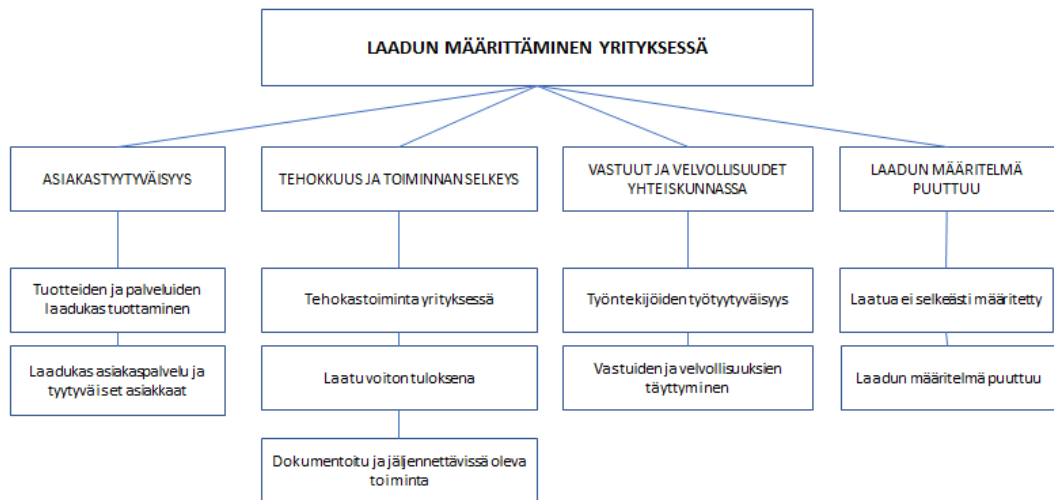 LAADUN MÄÄRITTÄMINEN YRITYKSESSÄ
ASIAKASTYYTYVÄISYYS
Tuotteiden ja palveluiden
laadukas tuottaminen
Laadukas asiakaspalvelu ja
tyytyväiset asiakkaat
TEHOKKUUS JA TOIMINNAN SELKEYS
Tehokas toiminta yrityksessä
Laatu voiton tuloksena
Dokumentoitu ja jäljennettävissä oleva
toiminta
VASTUUT JA VELVOLLISUUDET
YHTEISKUNNASSA
Työntekijöiden työtyytyväisyys
Vastuiden ja velvollisuuksien
täyttyminen
LAADUN MÄÄRITELMÄ
PUUTTUU
Laatua ei selkeästi määritetty
Laadun määritelmä puuttuu